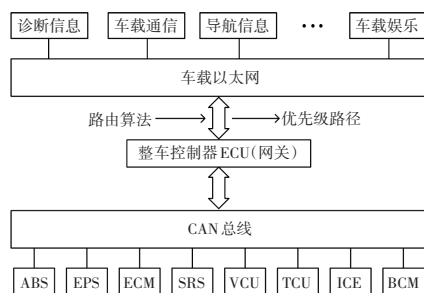 诊断信息 车载通信 导航信息 ··· 车载娱乐
车载以太网
路由算法 优先级路径
整车控制器ECU(网关)
CAN总线
ABS EPS ECM SRS VCU TCU ICE BCM